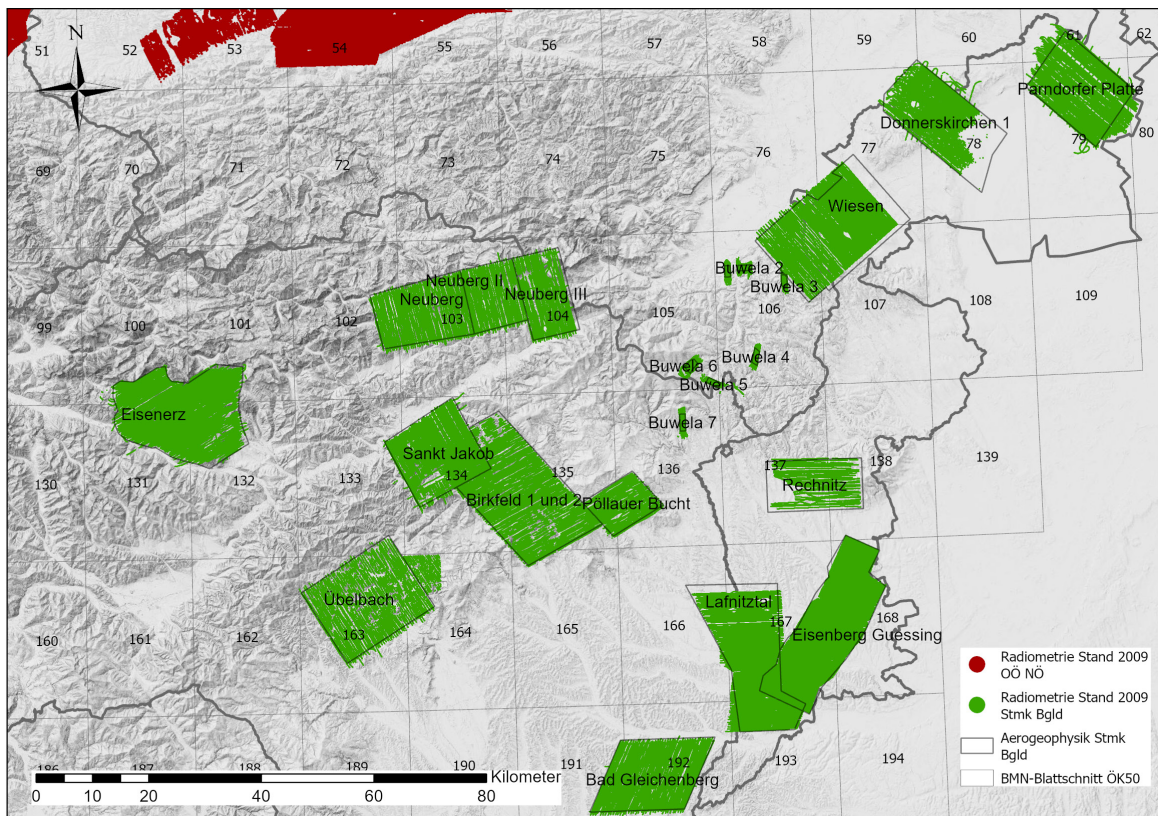 51
52
53
54
55
56
57
58
59
60
61
62
N
Parndorfer Platte
Donnerskirchen 1
69
70
71
72
73
74
75
76
77
78
79
80
Wiesen
Buwela 2
Buwela 3
Neuberg II
Neuberg
Neuberg III
99
100
101
102
103
104
105
106
107
108
109
Buwela 4
Buwela 6
Buwela 5
Buwela 7
Eisenerz
Sankt Jakob
130
131
132
133
134
135
136
137
138
139
Birkfeld 1 und 2
Pöllauer Bucht
Rechnitz
Übelbach
Lafnitztal
Eisenberg Guessing
160
161
162
163
164
165
166
167
168
Radiometrie Stand 2009
OÖ NÖ
Radiometrie Stand 2009
Stmk Bgld
Aerogeophysik Stmk
Bgld
BMN-Blattschnitt ÖK50
186
187
188
189
190
191
192
193
194
Bad Gleichenberg
Kilometer
0 10 20 40 60 80